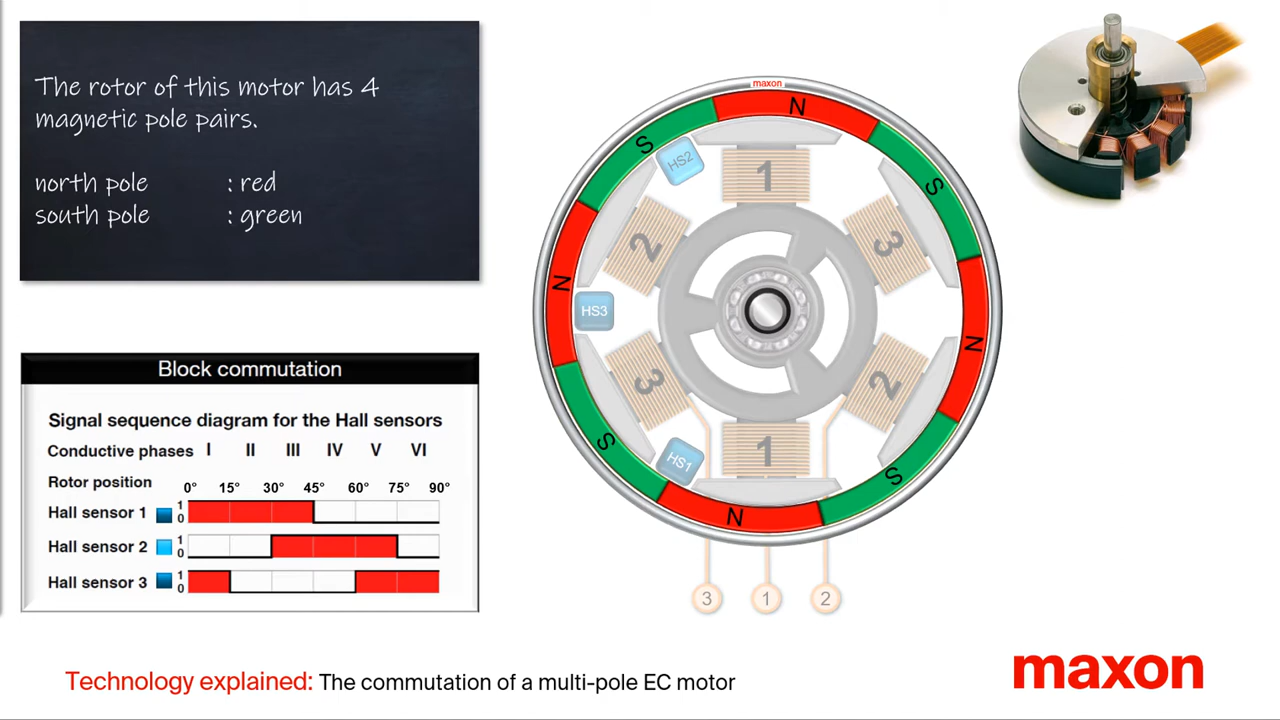 The rotor of this motor has 4
magnetic pole pairs.
north pole : red
south pole : green
Block commutation
Signal sequence diagram for the Hall sensors
Conductive phases I II III IV V VI
Rotor position 0° 15° 30° 45° 60° 75° 90°
Hall sensor 1 1 0
Hall sensor 2 1 0
Hall sensor 3 1 0
maxon
N
S
S
HS2
1
2
3
N
HS3
N
3
2
S
HS1
1
S
N
3 1 2
Technology explained: The commutation of a multi-pole EC motor
maxon